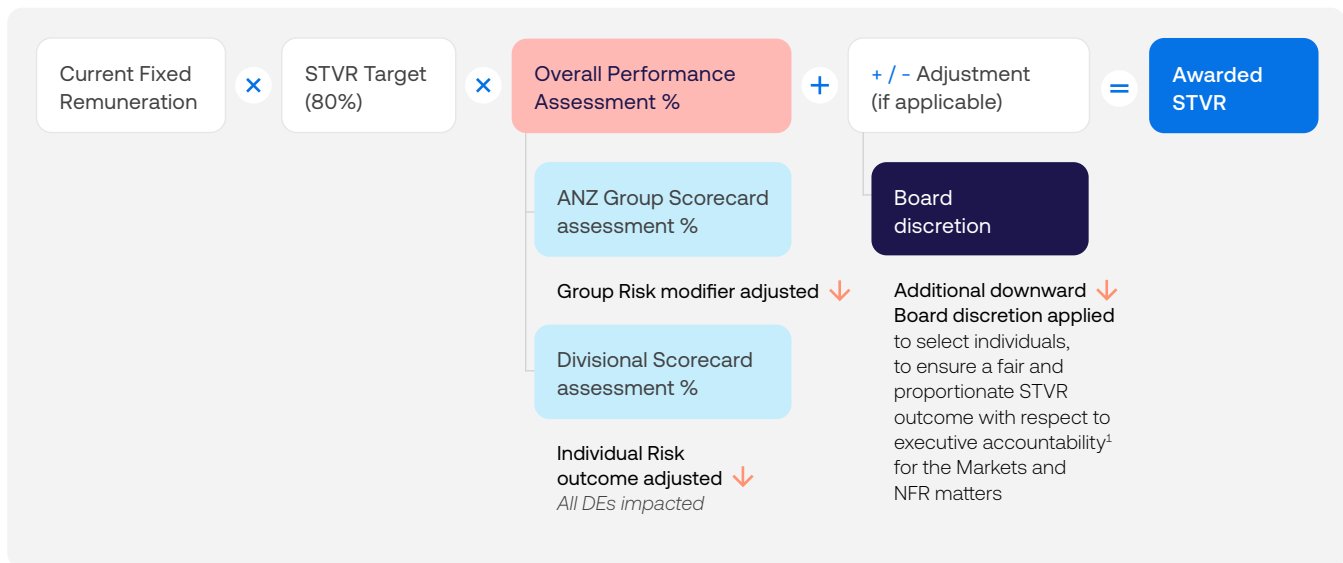 Current Fixed
Remuneration
×
STVR Target
(80%)
×
Overall Performance
Assessment %
+
+ / - Adjustment
(if applicable)
=
Awarded
STVR
ANZ Group Scorecard
assessment %
Group Risk modifier adjusted ↓
Divisional Scorecard
assessment %
Individual Risk
outcome adjusted ↓
All DEs impacted
Board
discretion
Additional downward ↓
Board discretion applied
to select individuals,
to ensure a fair and
proportionate STVR
outcome with respect to
executive accountability¹
for the Markets and
NFR matters